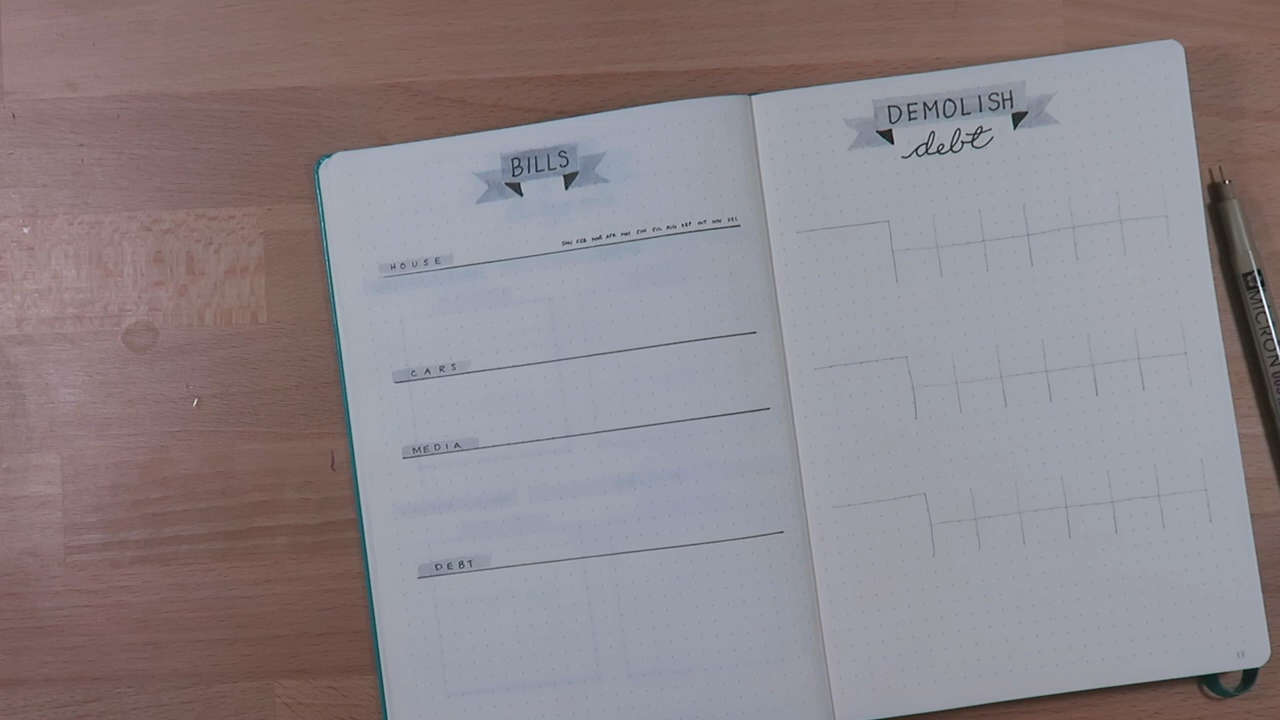 BILLS
JAN FEB MAR APR MAY JUN JUL AUG SEP OCT NOV DEC
HOUSE
CARS
MEDIA
DEBT
DEMOLISH
debt
13
MICRON